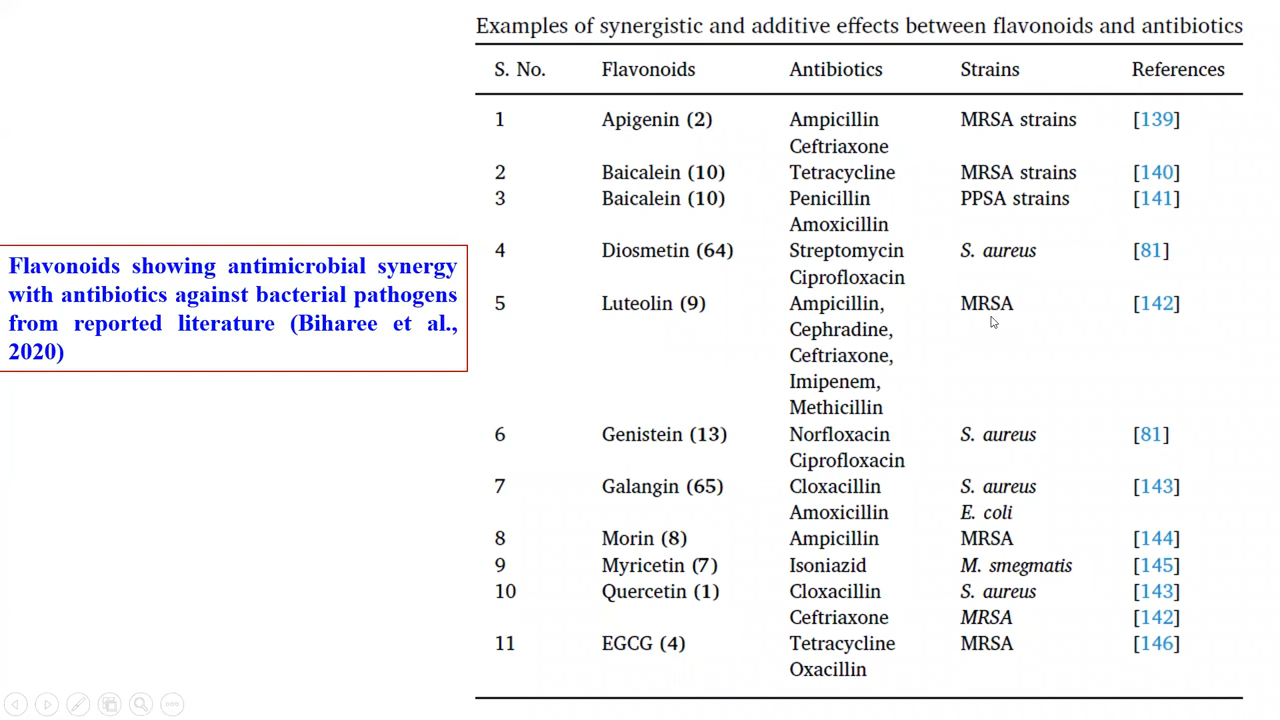 Examples of synergistic and additive effects between flavonoids and antibiotics
S. No. Flavonoids Antibiotics Strains References
1 Apigenin (2) Ampicillin MRSA strains [139]
Ceftriaxone
2 Baicalein (10) Tetracycline MRSA strains [140]
3 Baicalein (10) Penicillin PPSA strains [141]
Amoxicillin
4 Diosmetin (64) Streptomycin S. aureus [81]
Ciprofloxacin
5 Luteolin (9) Ampicillin, MRSA [142]
Cephradine,
Ceftriaxone,
Imipenem,
Methicillin
6 Genistein (13) Norfloxacin S. aureus [81]
Ciprofloxacin
7 Galangin (65) Cloxacillin S. aureus [143]
Amoxicillin E. coli
8 Morin (8) Ampicillin MRSA [144]
9 Myricetin (7) Isoniazid M. smegmatis [145]
10 Quercetin (1) Cloxacillin S. aureus [143]
Ceftriaxone MRSA [142]
11 EGCG (4) Tetracycline MRSA [146]
Oxacillin
Flavonoids showing antimicrobial synergy
with antibiotics against bacterial pathogens
from reported literature (Biharee et al.,
2020)